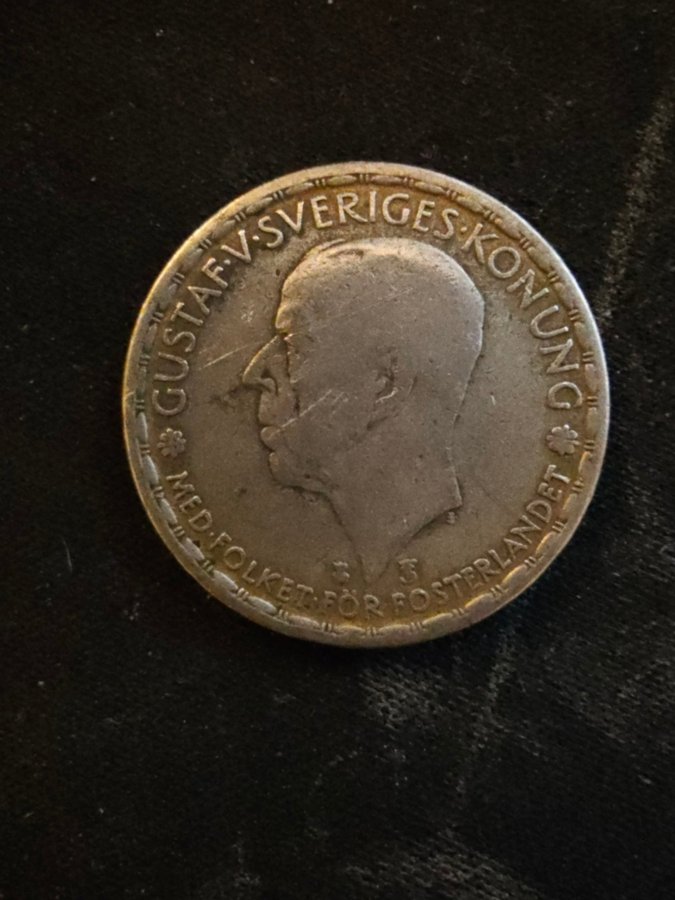 GUSTAF·V·SVERIGES·KONUNG
MED·FOLKET·FÖR FOSTERLANDET